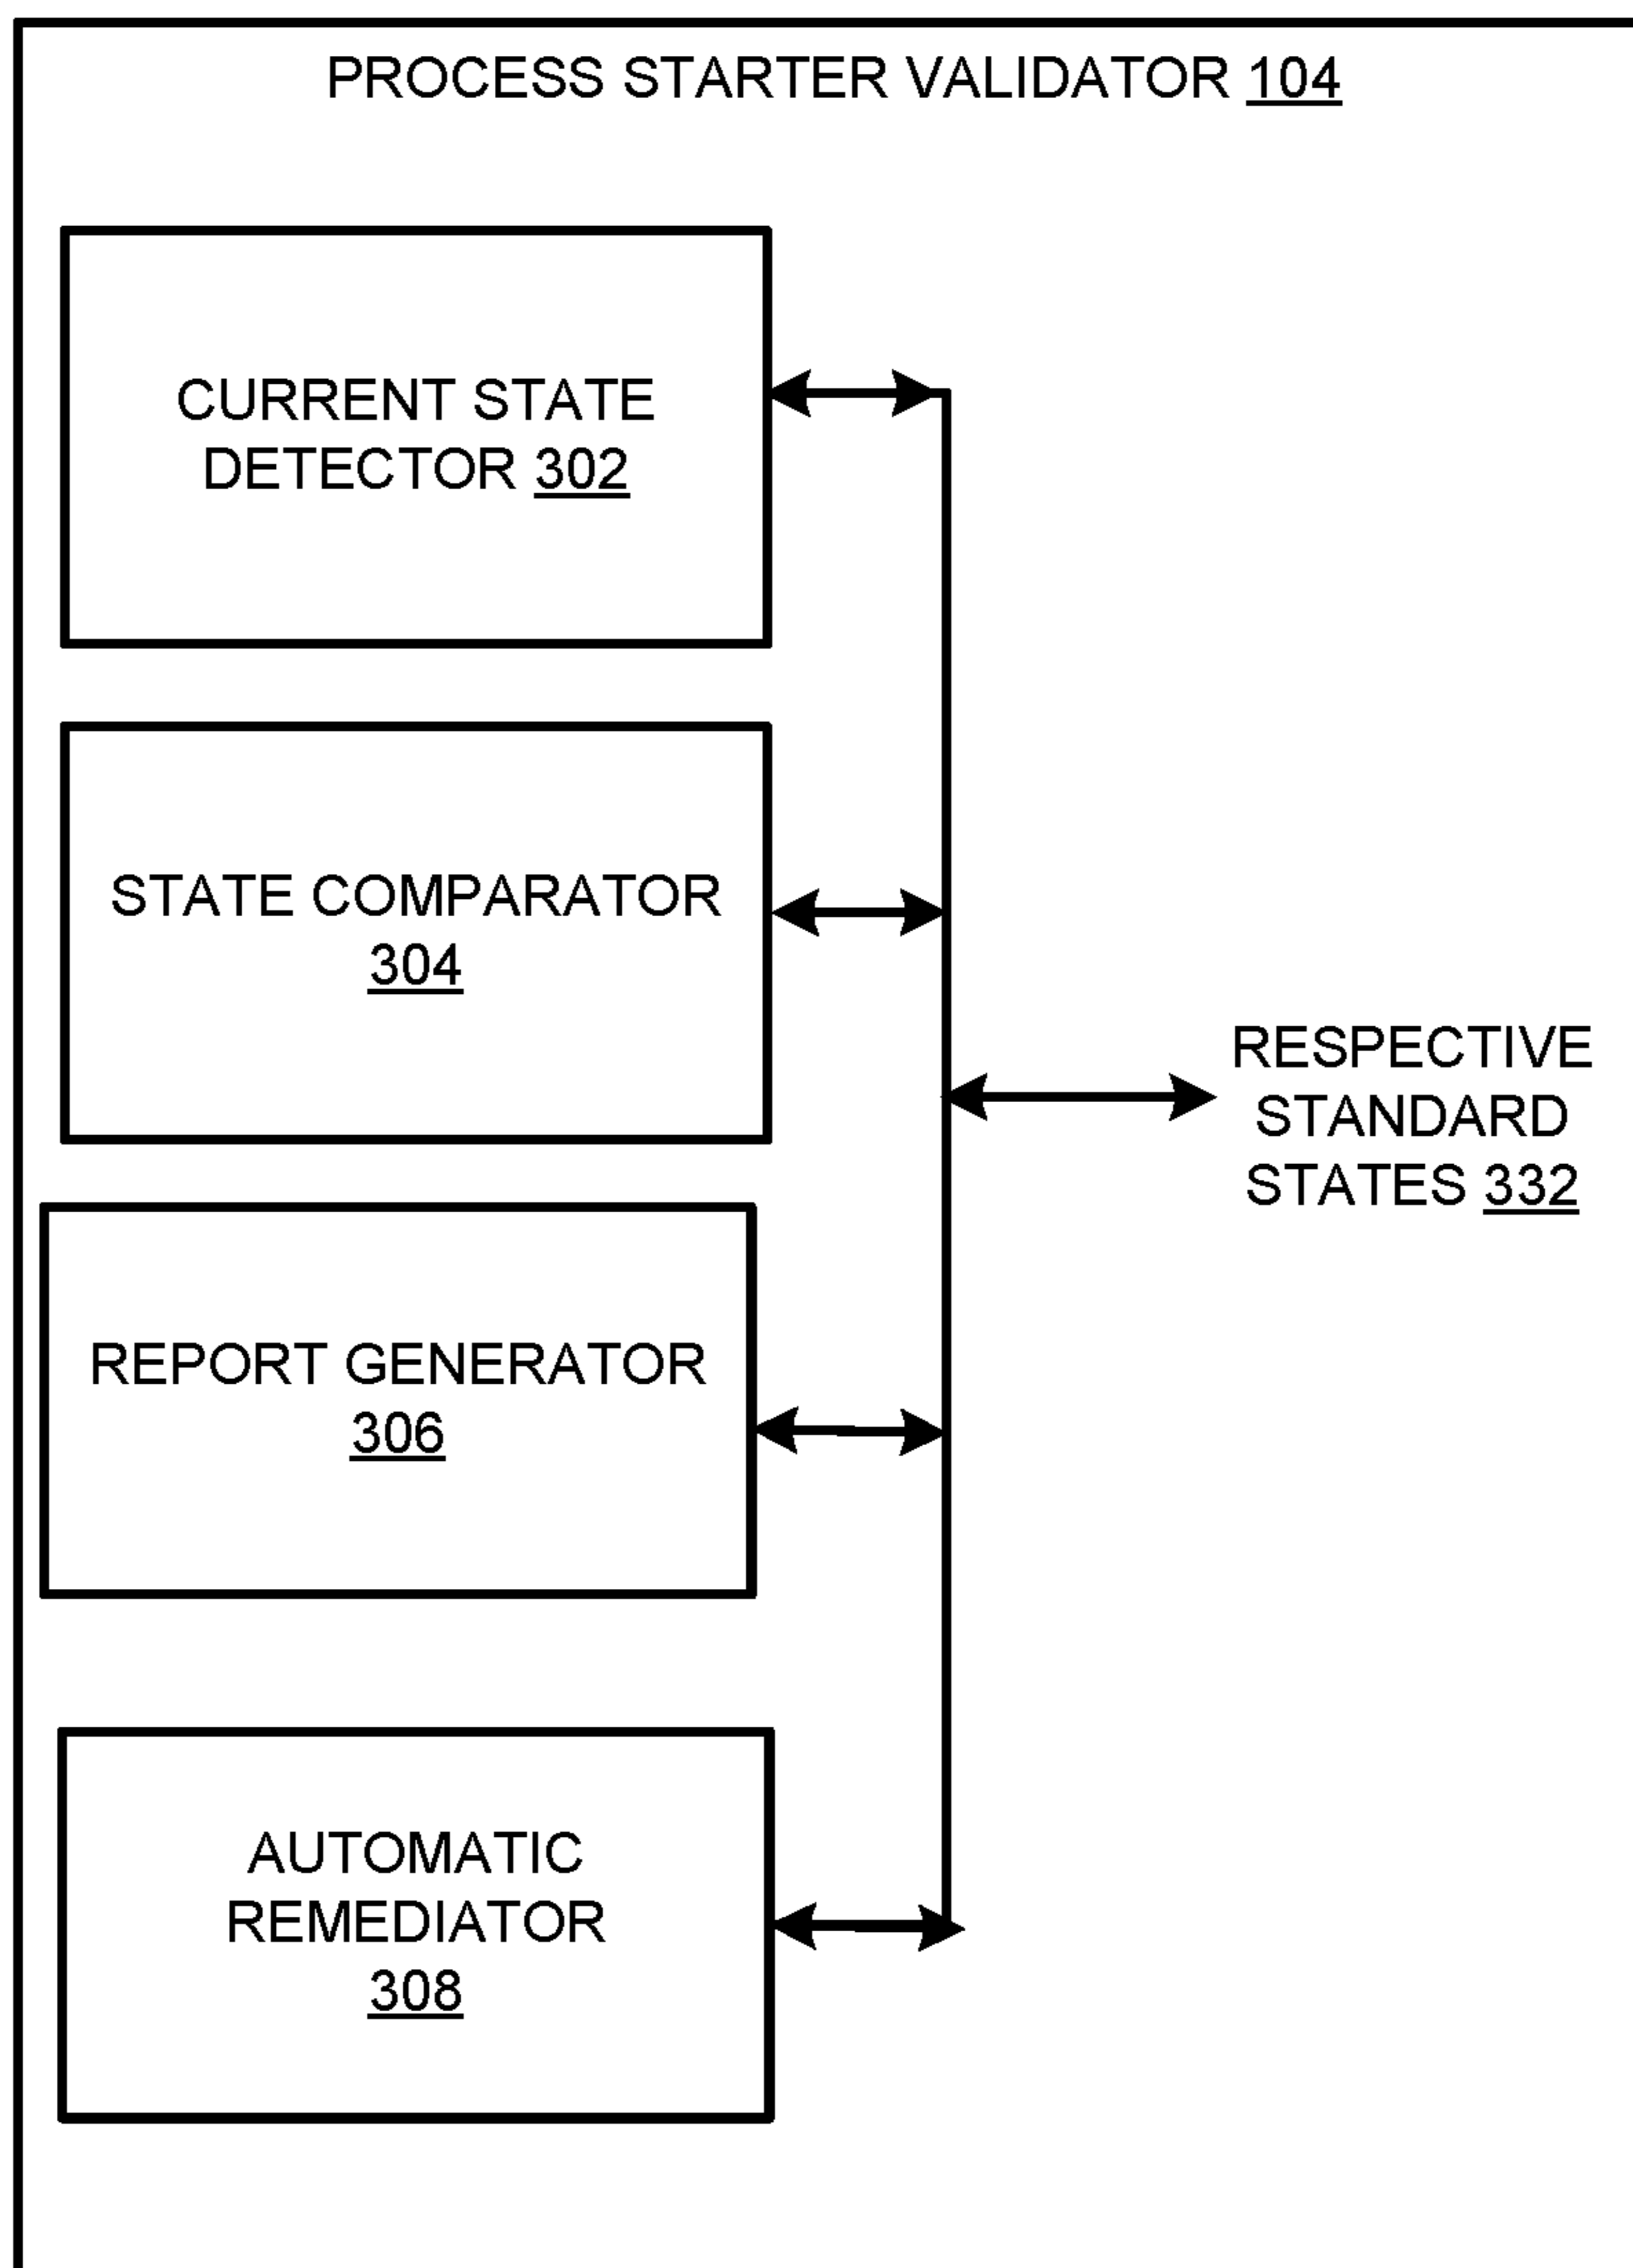 PROCESS STARTER VALIDATOR 104
CURRENT STATE
DETECTOR 302
STATE COMPARATOR
304
RESPECTIVE
STANDARD
STATES 332
REPORT GENERATOR
306
AUTOMATIC
REMEDIATOR
308